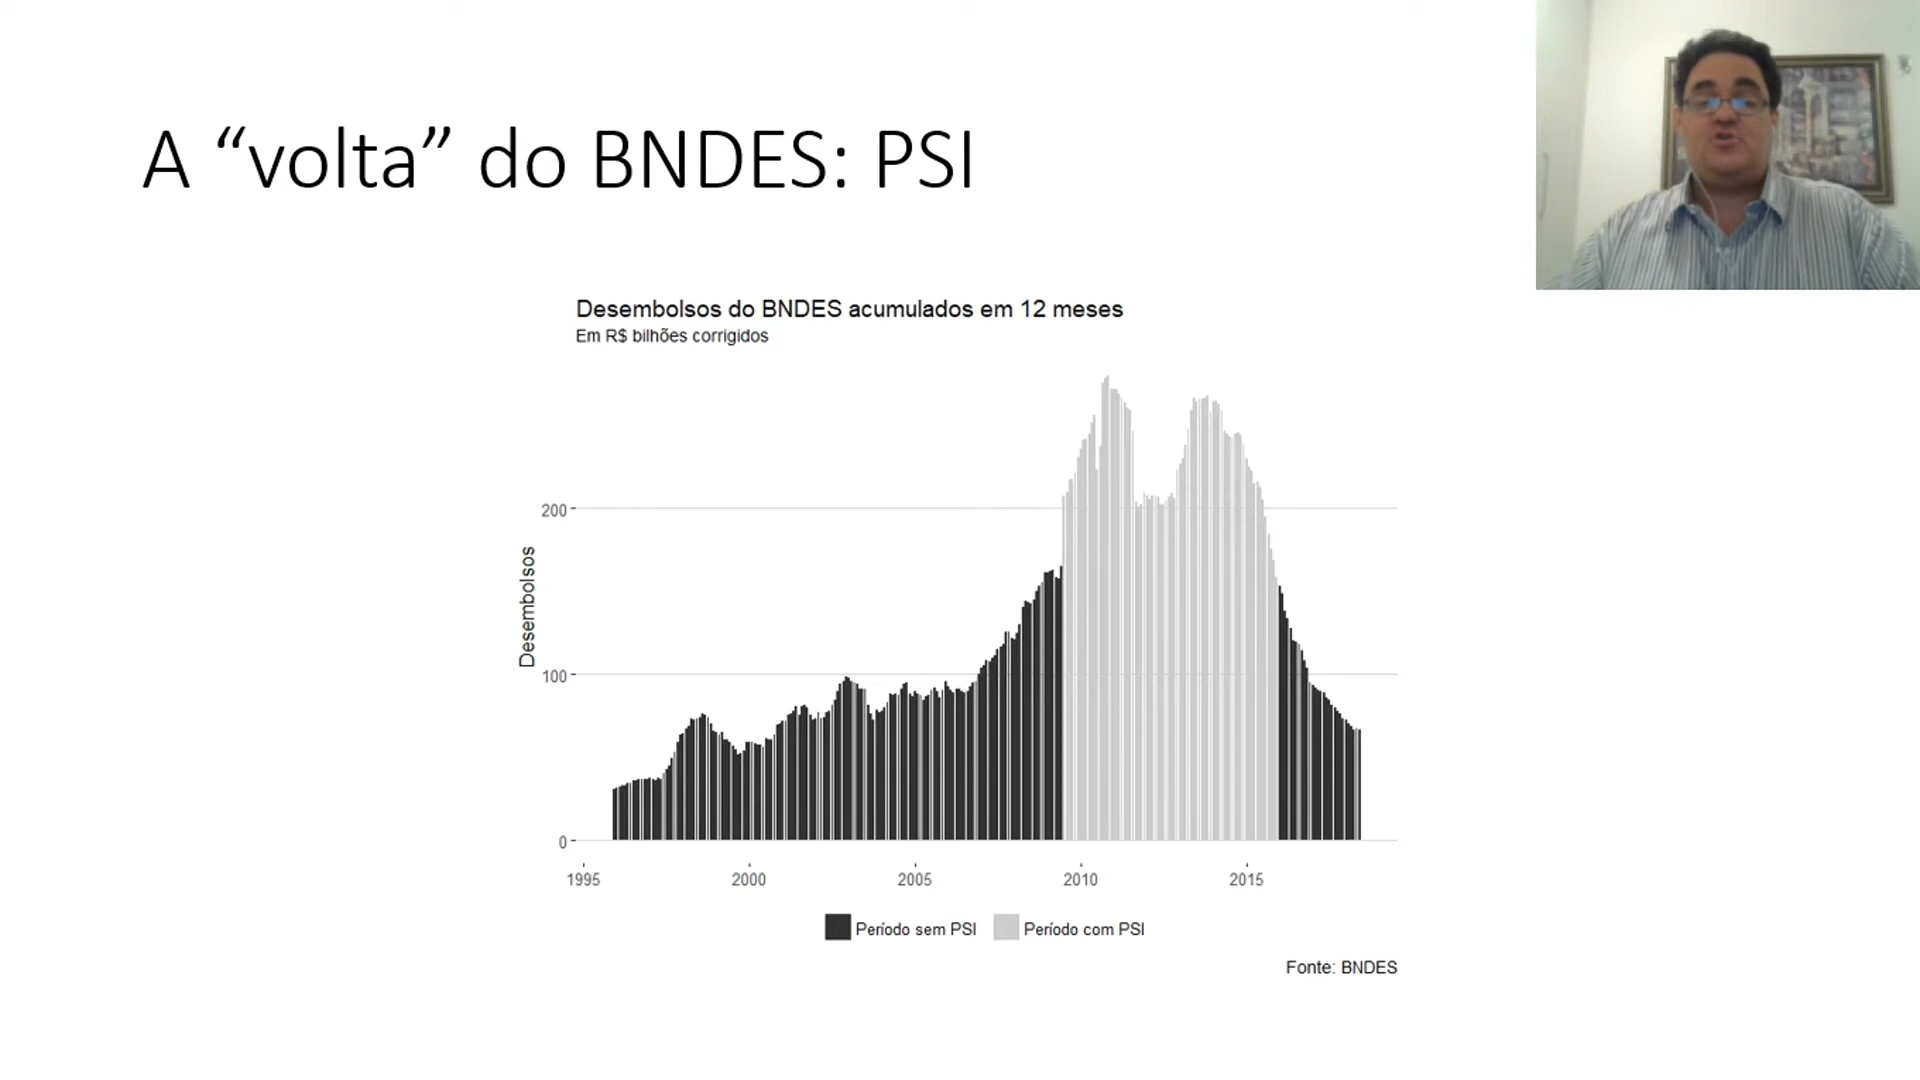 A “volta” do BNDES: PSI
Desembolsos do BNDES acumulados em 12 meses
Em R$ bilhões corrigidos
Desembolsos
200
100
0
1995 2000 2005 2010 2015
Período sem PSI Período com PSI
Fonte: BNDES